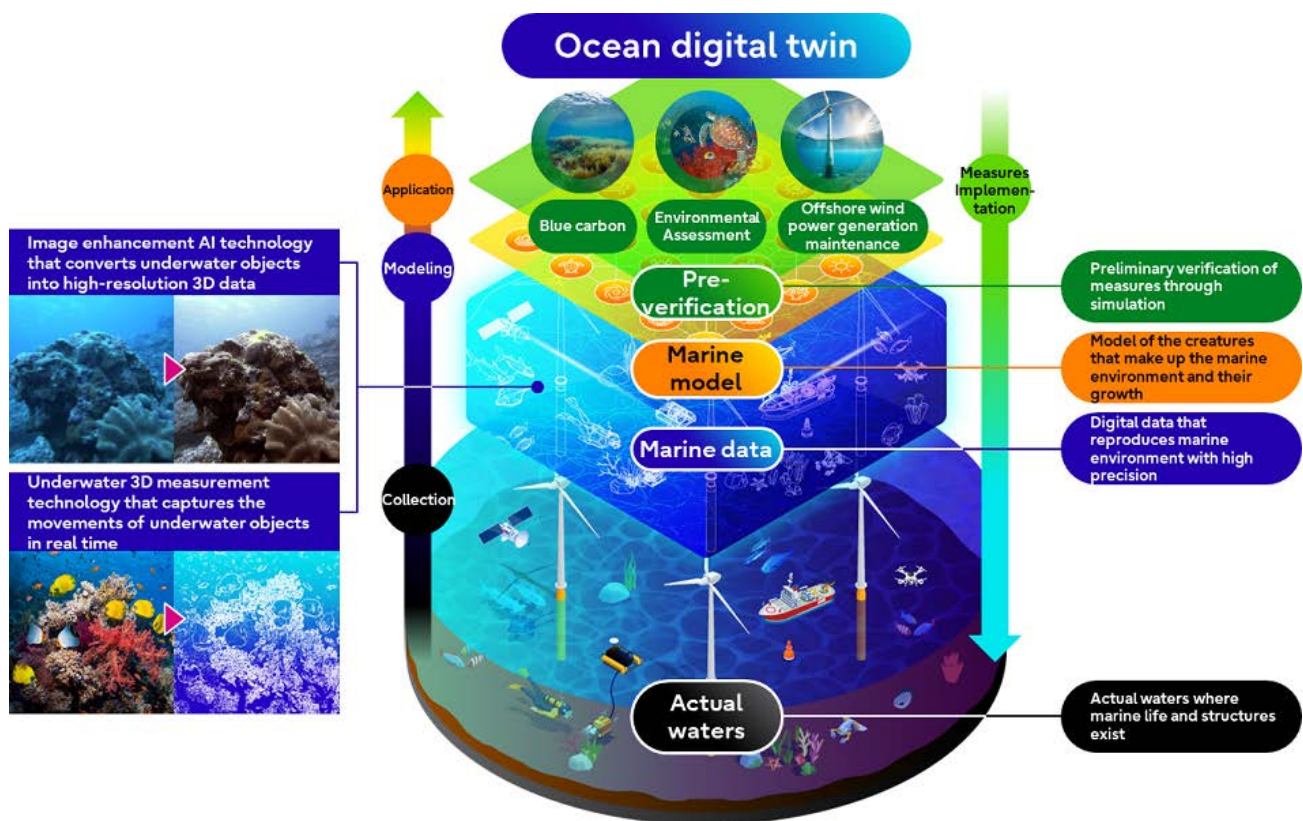 Ocean digital twin
Application
Modeling
Collection
Measures
Implemen-
tation
Blue carbon
Environmental
Assessment
Offshore wind
power generation
maintenance
Pre-
verification
Marine
model
Marine data
Actual
waters
Image enhancement AI technology
that converts underwater objects
into high-resolution 3D data
Underwater 3D measurement
technology that captures the
movements of underwater objects
in real time
Preliminary verification of
measures through
simulation
Model of the creatures
that make up the marine
environment and their
growth
Digital data that
reproduces marine
environment with high
precision
Actual waters where
marine life and structures
exist